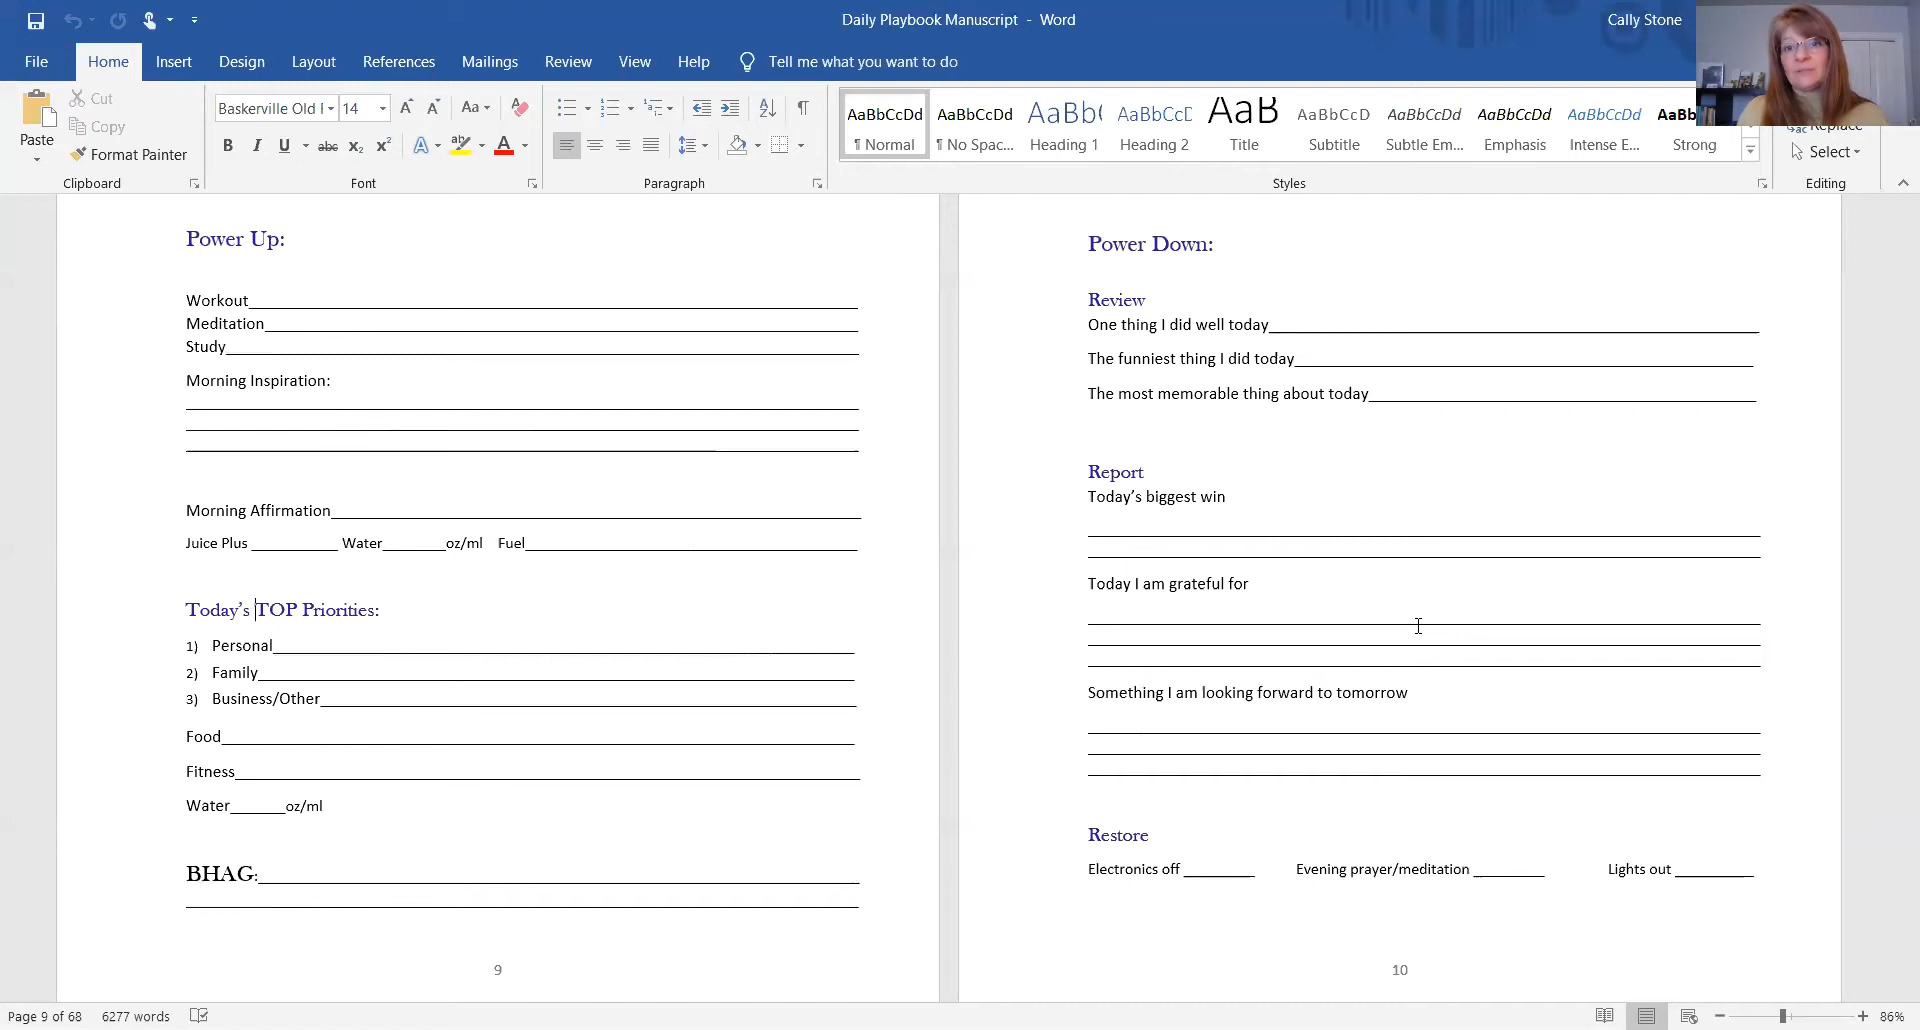 Daily Playbook Manuscript - Word
Cally Stone
File Home Insert Design Layout References Mailings Review View Help Tell me what you want to do
Paste
Cut
Copy
Format Painter
Clipboard
Baskerville Old 14
Font
Paragraph
AaBbCcDd AaBbCcDd AaBb( AaBbCcD AaB AaBbCcD AaBbCcDd AaBbCcDd AaBbCcDd AaBb
¶ Normal ¶ No Spac... Heading 1 Heading 2 Title Subtitle Subtle Em... Emphasis Intense E... Strong
Styles
Replace
Select
Editing
Power Up:
Workout
Meditation
Study
Morning Inspiration:
Morning Affirmation
Juice Plus Water oz/ml Fuel
Today's TOP Priorities:
1) Personal
2) Family
3) Business/Other
Food
Fitness
Water oz/ml
BHAG:
9
Power Down:
Review
One thing I did well today
The funniest thing I did today
The most memorable thing about today
Report
Today's biggest win
Today I am grateful for
Something I am looking forward to tomorrow
Restore
Electronics off Evening prayer/meditation Lights out
10
Page 9 of 68 6277 words
86%